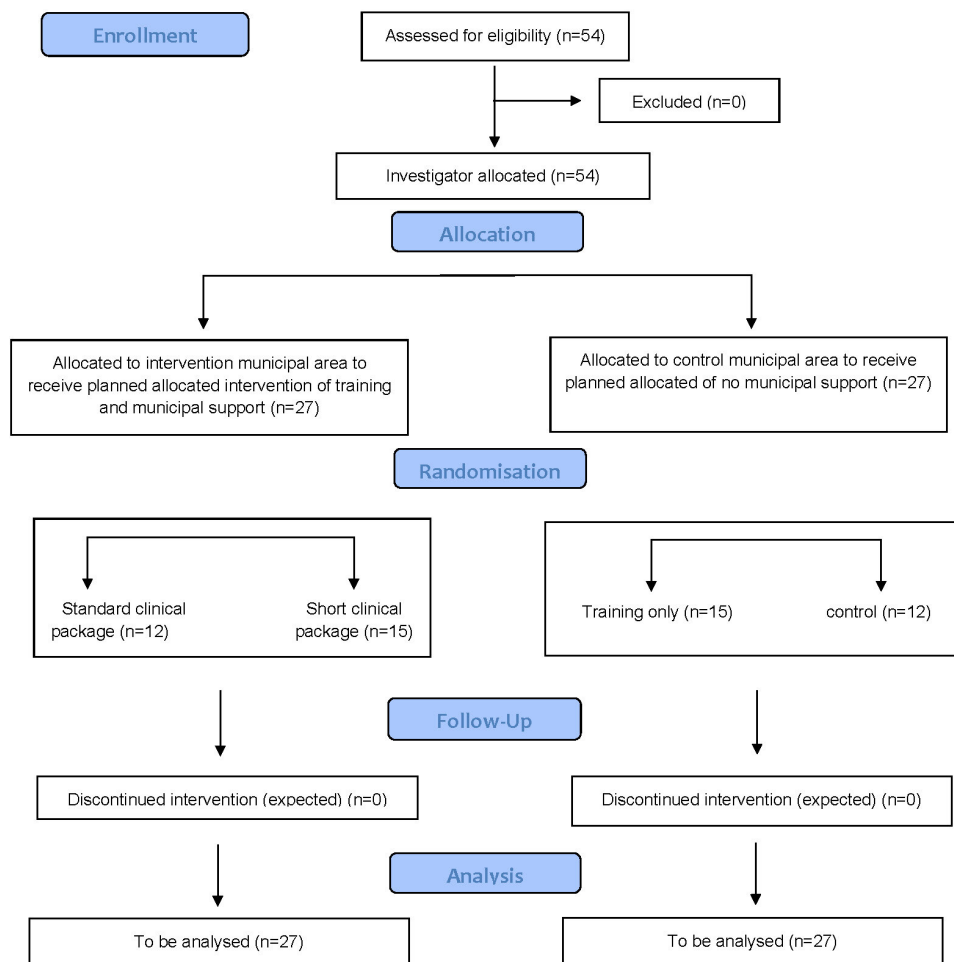 Enrollment
Assessed for eligibility (n=54)
Excluded (n=0)
Investigator allocated (n=54)
Allocation
Allocated to intervention municipal area to
receive planned allocated intervention of training
and municipal support (n=27)
Allocated to control municipal area to receive
planned allocated of no municipal support (n=27)
Randomisation
Standard clinical
package (n=12)
Short clinical
package (n=15)
Training only (n=15)
control (n=12)
Follow-Up
Discontinued intervention (expected) (n=0)
Discontinued intervention (expected) (n=0)
Analysis
To be analysed (n=27)
To be analysed (n=27)